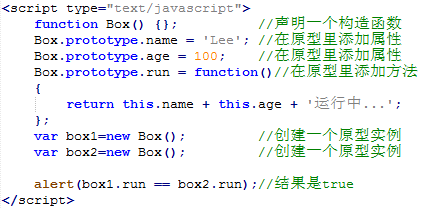 <script type="text/javascript">
function Box() {}; //声明一个构造函数
Box.prototype.name = 'Lee'; //在原型里添加属性
Box.prototype.age = 100; //在原型里添加属性
Box.prototype.run = function()//在原型里添加方法
{
return this.name + this.age + '运行中...';
};
var box1=new Box(); //创建一个原型实例
var box2=new Box(); //创建一个原型实例
alert(box1.run == box2.run);//结果是true
</script>